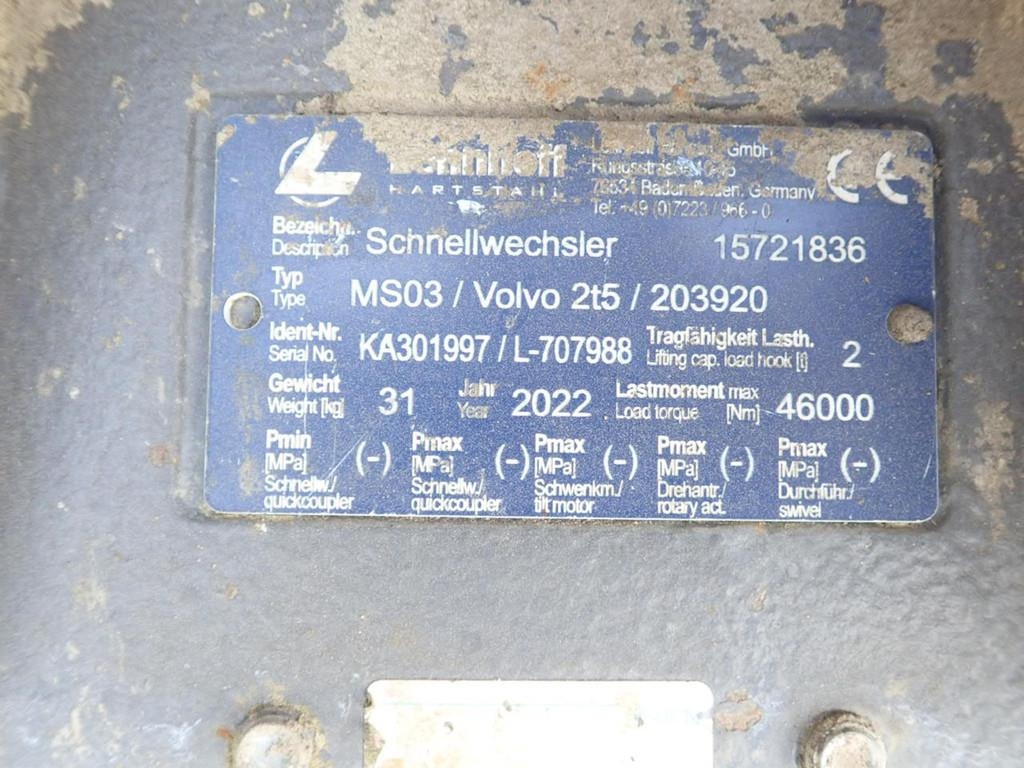 HARTSTAHL
GmbH
76534 Baden-Baden, Germany
Tel. +49 (0)7223 / 966 - 0
CE
Bezeichn.
Description
Schnellwechsler 15721836
Typ
Type
MS03 / Volvo 2t5 / 203920
Ident-Nr.
Serial No.
KA301997 / L-707988
Tragfähigkeit Lasth.
Lifting cap. load hook [t]
2
Gewicht
Weight [kg]
31
Jahr
Year
2022
Lastmoment max
Load torque [Nm]
46000
Pmin
[MPa] (-)
Schnellw./
quickcoupler
Pmax
[MPa] (-)
Schnellw./
quickcoupler
Pmax
[MPa] (-)
Schwenkm./
tilt motor
Pmax
[MPa] (-)
Drehantr./
rotary act.
Pmax
[MPa] (-)
Durchführ./
swivel